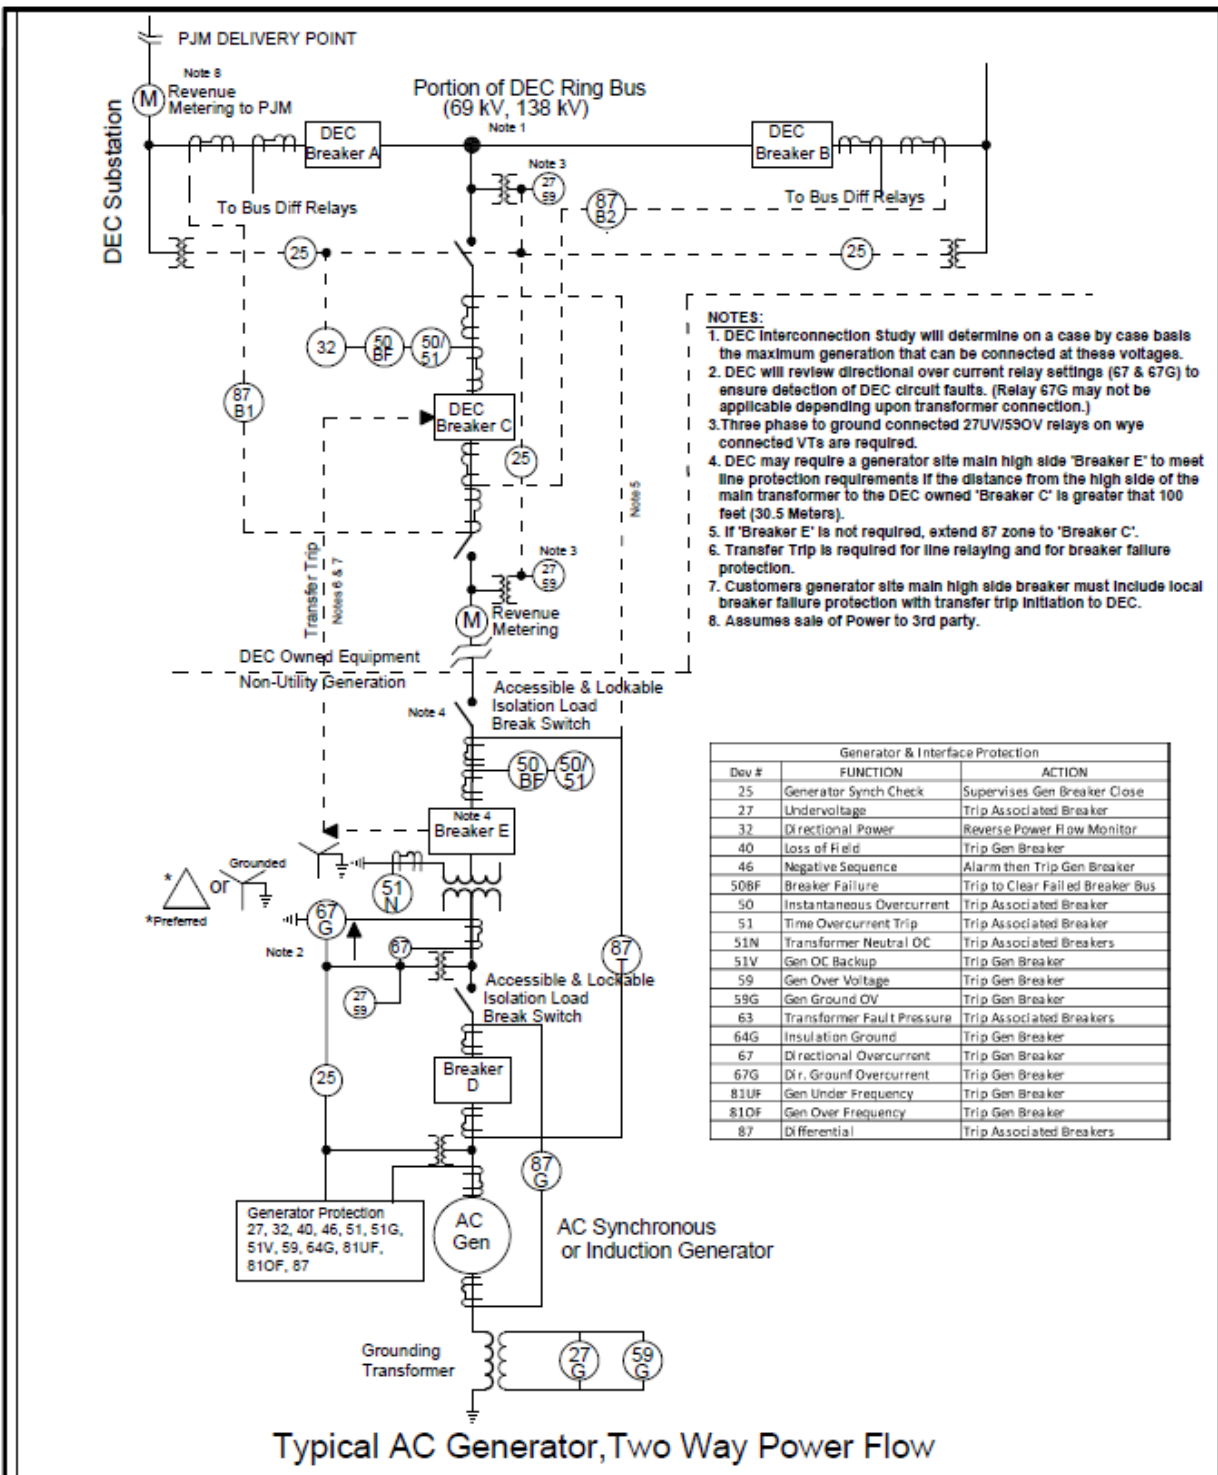 PJM DELIVERY POINT
Note 8
M
Revenue
Metering to PJM
Portion of DEC Ring Bus
(69 kV, 138 kV)
Note 1
DEC Substation
DEC
Breaker A
DEC
Breaker B
Note 3
27
59
87
B2
To Bus Diff Relays
To Bus Diff Relays
25
25
32
50
BF
50/
51
87
B1
DEC
Breaker C
25
Note 5
Transfer Trip
Notes 6 & 7
Note 3
27
59
M
Revenue
Metering
DEC Owned Equipment
Non-Utility Generation
NOTES:
1. DEC Interconnection Study will determine on a case by case basis
the maximum generation that can be connected at these voltages.
2. DEC will review directional over current relay settings (67 & 67G) to
ensure detection of DEC circuit faults. (Relay 67G may not be
applicable depending upon transformer connection.)
3.Three phase to ground connected 27UV/59OV relays on wye
connected VTs are required.
4. DEC may require a generator site main high side 'Breaker E' to meet
line protection requirements if the distance from the high side of the
main transformer to the DEC owned 'Breaker C' is greater that 100
feet (30.5 Meters).
5. If 'Breaker E' is not required, extend 87 zone to 'Breaker C'.
6. Transfer Trip is required for line relaying and for breaker failure
protection.
7. Customers generator site main high side breaker must include local
breaker failure protection with transfer trip initiation to DEC.
8. Assumes sale of Power to 3rd party.
Note 4
Accessible & Lockable
Isolation Load
Break Switch
50
BF
50/
51
Note 4
Breaker E
Grounded
* or
*Preferred
51
N
67
G
Note 2
67
87
27
59
Accessible & Lockable
Isolation Load
Break Switch
25
Breaker
D
87
G
Generator Protection
27, 32, 40, 46, 51, 51G,
51V, 59, 64G, 81UF,
81OF, 87
AC
Gen
AC Synchronous
or Induction Generator
Grounding
Transformer
27
G
59
G
Generator & Interface Protection
Dev # FUNCTION ACTION
25 Generator Synch Check Supervises Gen Breaker Close
27 Undervoltage Trip Associated Breaker
32 Directional Power Reverse Power Flow Monitor
40 Loss of Field Trip Gen Breaker
46 Negative Sequence Alarm then Trip Gen Breaker
50BF Breaker Failure Trip to Clear Failed Breaker Bus
50 Instantaneous Overcurrent Trip Associated Breaker
51 Time Overcurrent Trip Trip Associated Breaker
51N Transformer Neutral OC Trip Associated Breakers
51V Gen OC Backup Trip Gen Breaker
59 Gen Over Voltage Trip Gen Breaker
59G Gen Ground OV Trip Gen Breaker
63 Transformer Fault Pressure Trip Associated Breakers
64G Insulation Ground Trip Gen Breaker
67 Directional Overcurrent Trip Gen Breaker
67G Dir. Grounf Overcurrent Trip Gen Breaker
81UF Gen Under Frequency Trip Gen Breaker
81OF Gen Over Frequency Trip Gen Breaker
87 Differential Trip Associated Breakers
Typical AC Generator,Two Way Power Flow